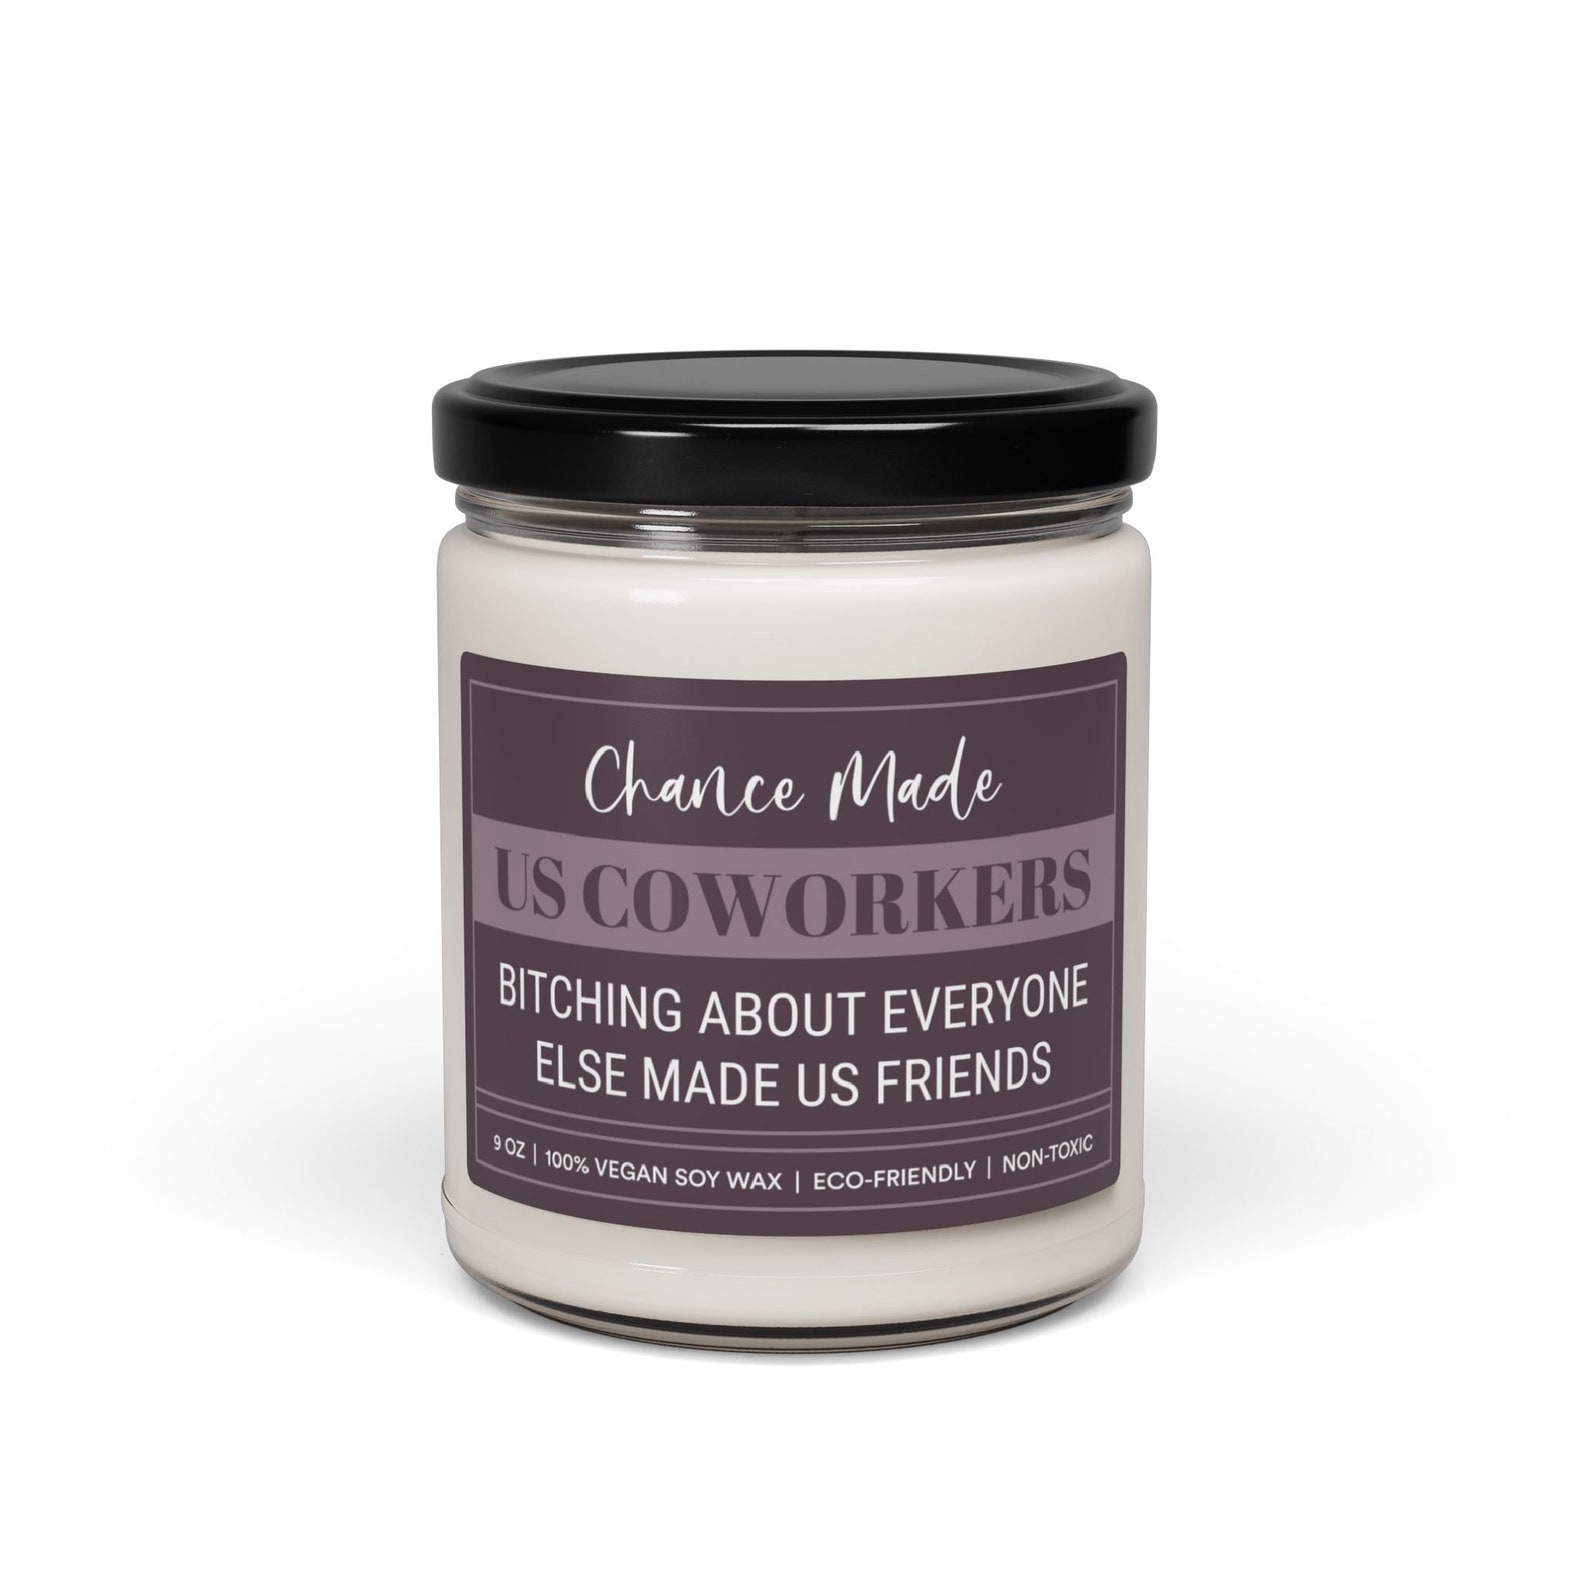 Chance Made
US COWORKERS
BITCHING ABOUT EVERYONE
ELSE MADE US FRIENDS
9 OZ | 100% VEGAN SOY WAX | ECO-FRIENDLY | NON-TOXIC